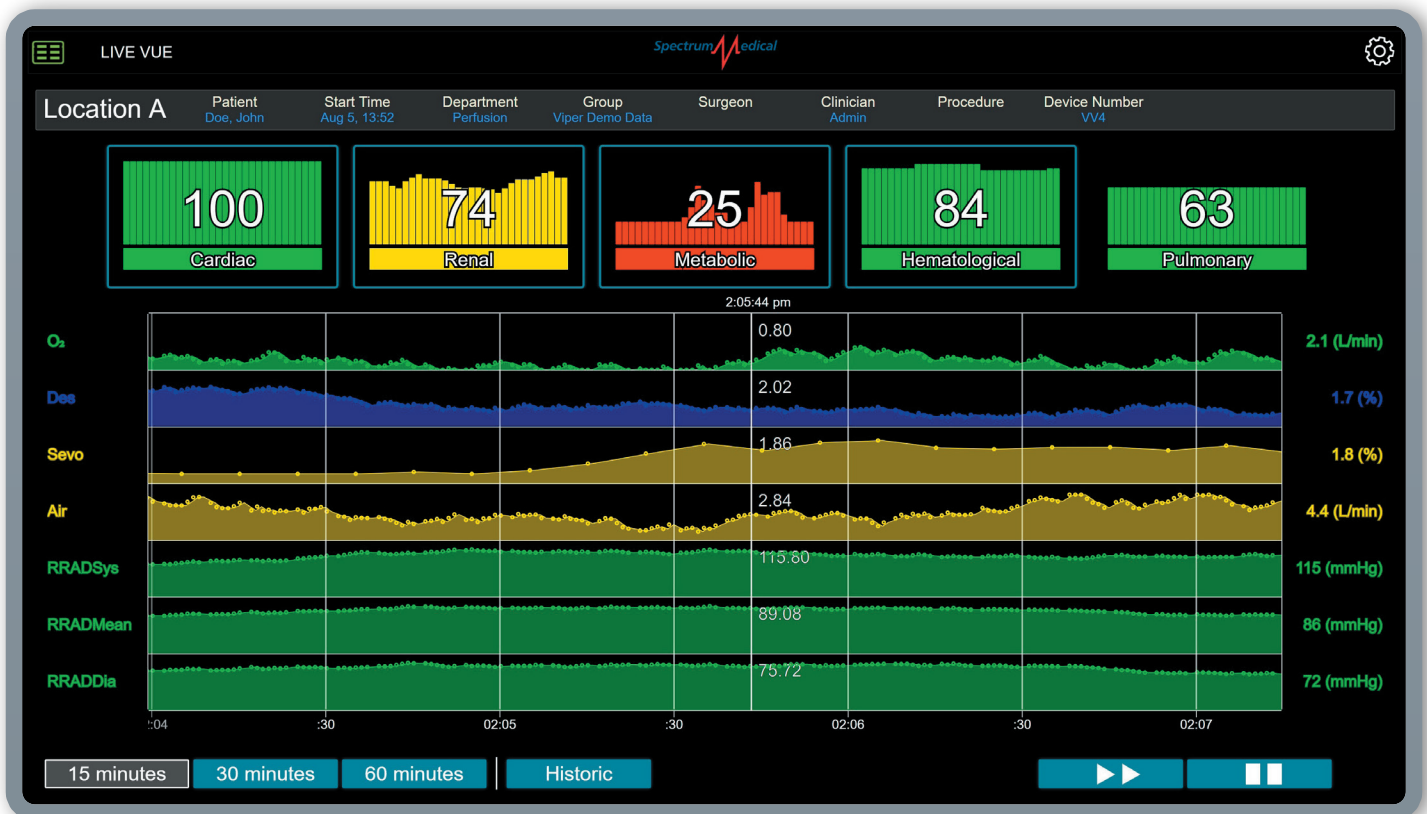 LIVE VUE
Spectrum Medical
Location A
Patient Start Time Department Group Surgeon Clinician Procedure Device Number
Doe, John Aug 5, 13:52 Perfusion Viper Demo Data Admin VV4
100 74 25 84 63
Cardiac Renal Metabolic Hematological Pulmonary
2:05:44 pm
O₂ 0.80 2.1 (L/min)
Des 2.02 1.7 (%)
Sevo 1.86 1.8 (%)
Air 2.84 4.4 (L/min)
RRADSys 115.80 115 (mmHg)
RRADMean 89.08 86 (mmHg)
RRADDia 75.72 72 (mmHg)
:04 :30 02:05 :30 02:06 :30 02:07
15 minutes 30 minutes 60 minutes Historic